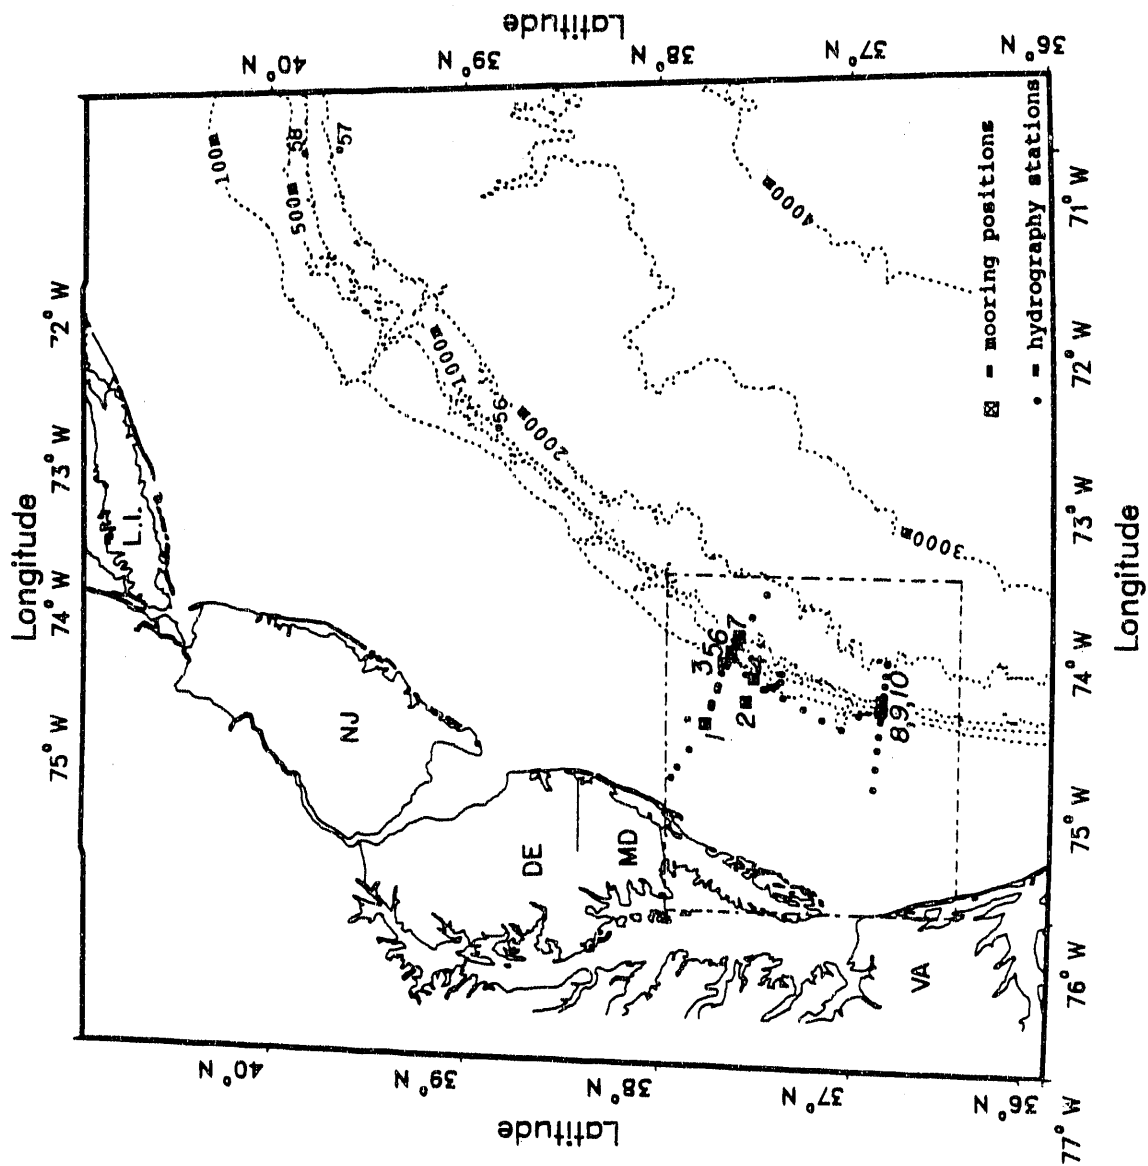 Latitude
40° N
39° N
38° N
37° N
36° N
Longitude
72° W
73° W
74° W
75° W
L.I.
NJ
DE
MD
VA
100m
500m
58
°57
1000m
°56
2000m
3000m
4000m
⊠ = mooring positions
• = hydrography stations
1
2
3
4
5
6
7
8,9,10
71° W
72° W
73° W
74° W
75° W
76° W
77° W
Longitude
40° N
39° N
38° N
37° N
36° N
Latitude